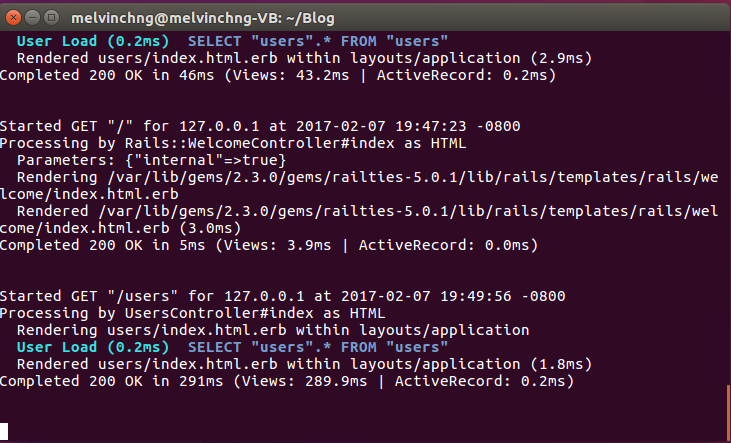 melvinchng@melvinchng-VB: ~/Blog
User Load (0.2ms)  SELECT "users".* FROM "users"
Rendered users/index.html.erb within layouts/application (2.9ms)
Completed 200 OK in 46ms (Views: 43.2ms | ActiveRecord: 0.2ms)
Started GET "/" for 127.0.0.1 at 2017-02-07 19:47:23 -0800
Processing by Rails::WelcomeController#index as HTML
Parameters: {"internal"=>true}
Rendering /var/lib/gems/2.3.0/gems/railties-5.0.1/lib/rails/templates/rails/we
lcome/index.html.erb
Rendered /var/lib/gems/2.3.0/gems/railties-5.0.1/lib/rails/templates/rails/wel
come/index.html.erb (3.0ms)
Completed 200 OK in 5ms (Views: 3.9ms | ActiveRecord: 0.0ms)
Started GET "/users" for 127.0.0.1 at 2017-02-07 19:49:56 -0800
Processing by UsersController#index as HTML
Rendering users/index.html.erb within layouts/application
User Load (0.2ms)  SELECT "users".* FROM "users"
Rendered users/index.html.erb within layouts/application (1.8ms)
Completed 200 OK in 291ms (Views: 289.9ms | ActiveRecord: 0.2ms)